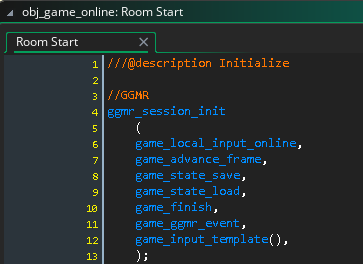 obj_game_online: Room Start
Room Start
1 ///@description Initialize
2
3 //GGMR
4 ggmr_session_init
5 (
6 game_local_input_online,
7 game_advance_frame,
8 game_state_save,
9 game_state_load,
10 game_finish,
11 game_ggmr_event,
12 game_input_template(),
13 );